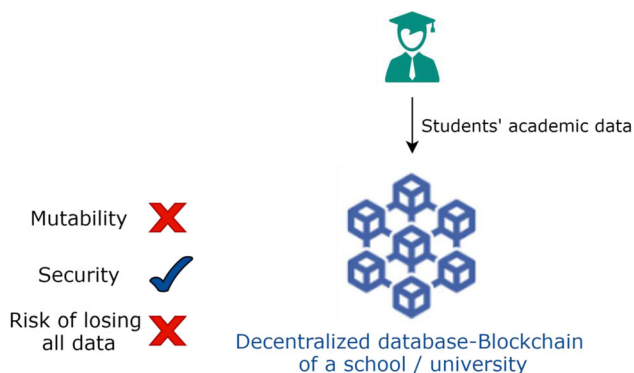 Students' academic data
Mutability
Security
Risk of losing
all data
Decentralized database-Blockchain
of a school / university